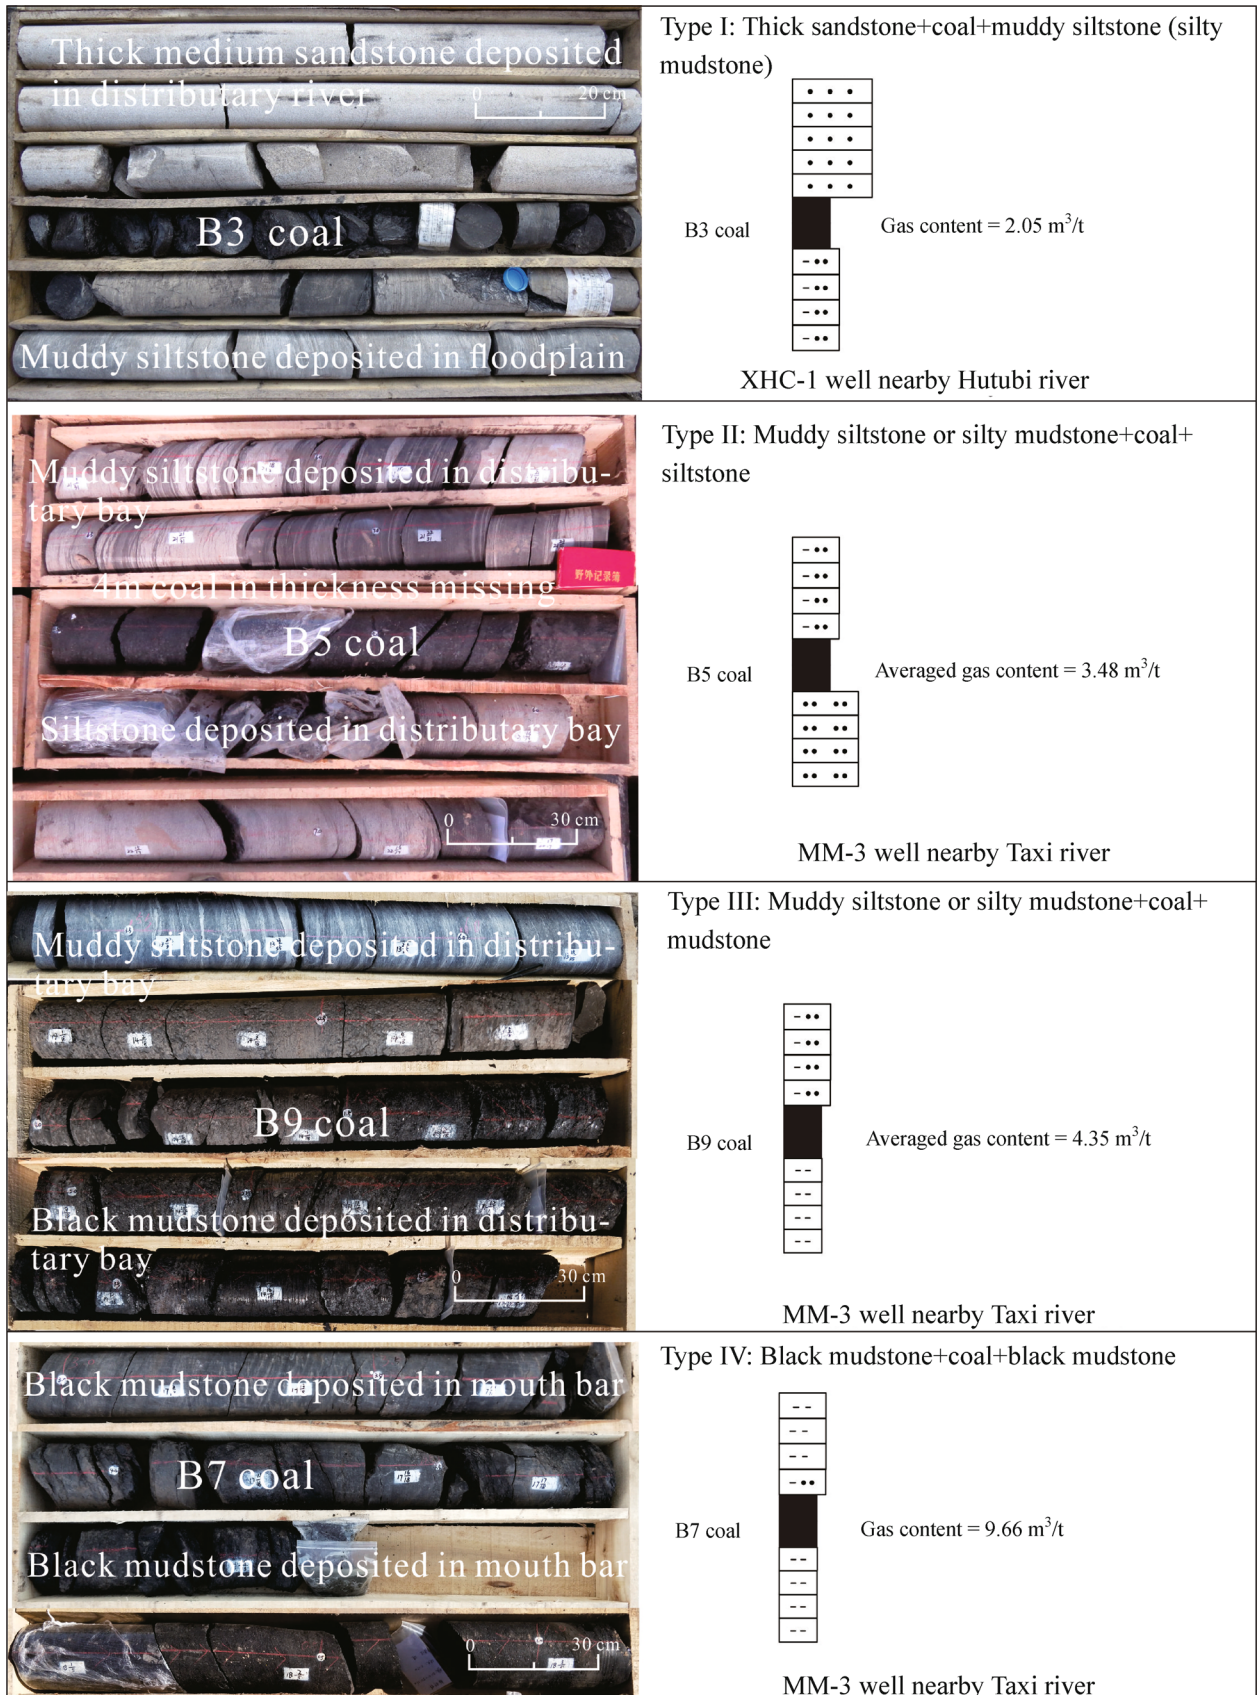 Thick medium sandstone deposited
in distributary river
0 20 cm
B3 coal
Muddy siltstone deposited in floodplain
Type I: Thick sandstone+coal+muddy siltstone (silty
mudstone)
B3 coal
Gas content = 2.05 m³/t
XHC-1 well nearby Hutubi river
Muddy siltstone deposited in distribu-
tary bay
4m coal in thickness missing
野外记录簿
B5 coal
Siltstone deposited in distributary bay
0 30 cm
Type II: Muddy siltstone or silty mudstone+coal+
siltstone
B5 coal
Averaged gas content = 3.48 m³/t
MM-3 well nearby Taxi river
Muddy siltstone deposited in distribu-
tary bay
B9 coal
Black mudstone deposited in distribu-
tary bay
0 30 cm
Type III: Muddy siltstone or silty mudstone+coal+
mudstone
B9 coal
Averaged gas content = 4.35 m³/t
MM-3 well nearby Taxi river
Black mudstone deposited in mouth bar
B7 coal
Black mudstone deposited in mouth bar
0 30 cm
Type IV: Black mudstone+coal+black mudstone
B7 coal
Gas content = 9.66 m³/t
MM-3 well nearby Taxi river